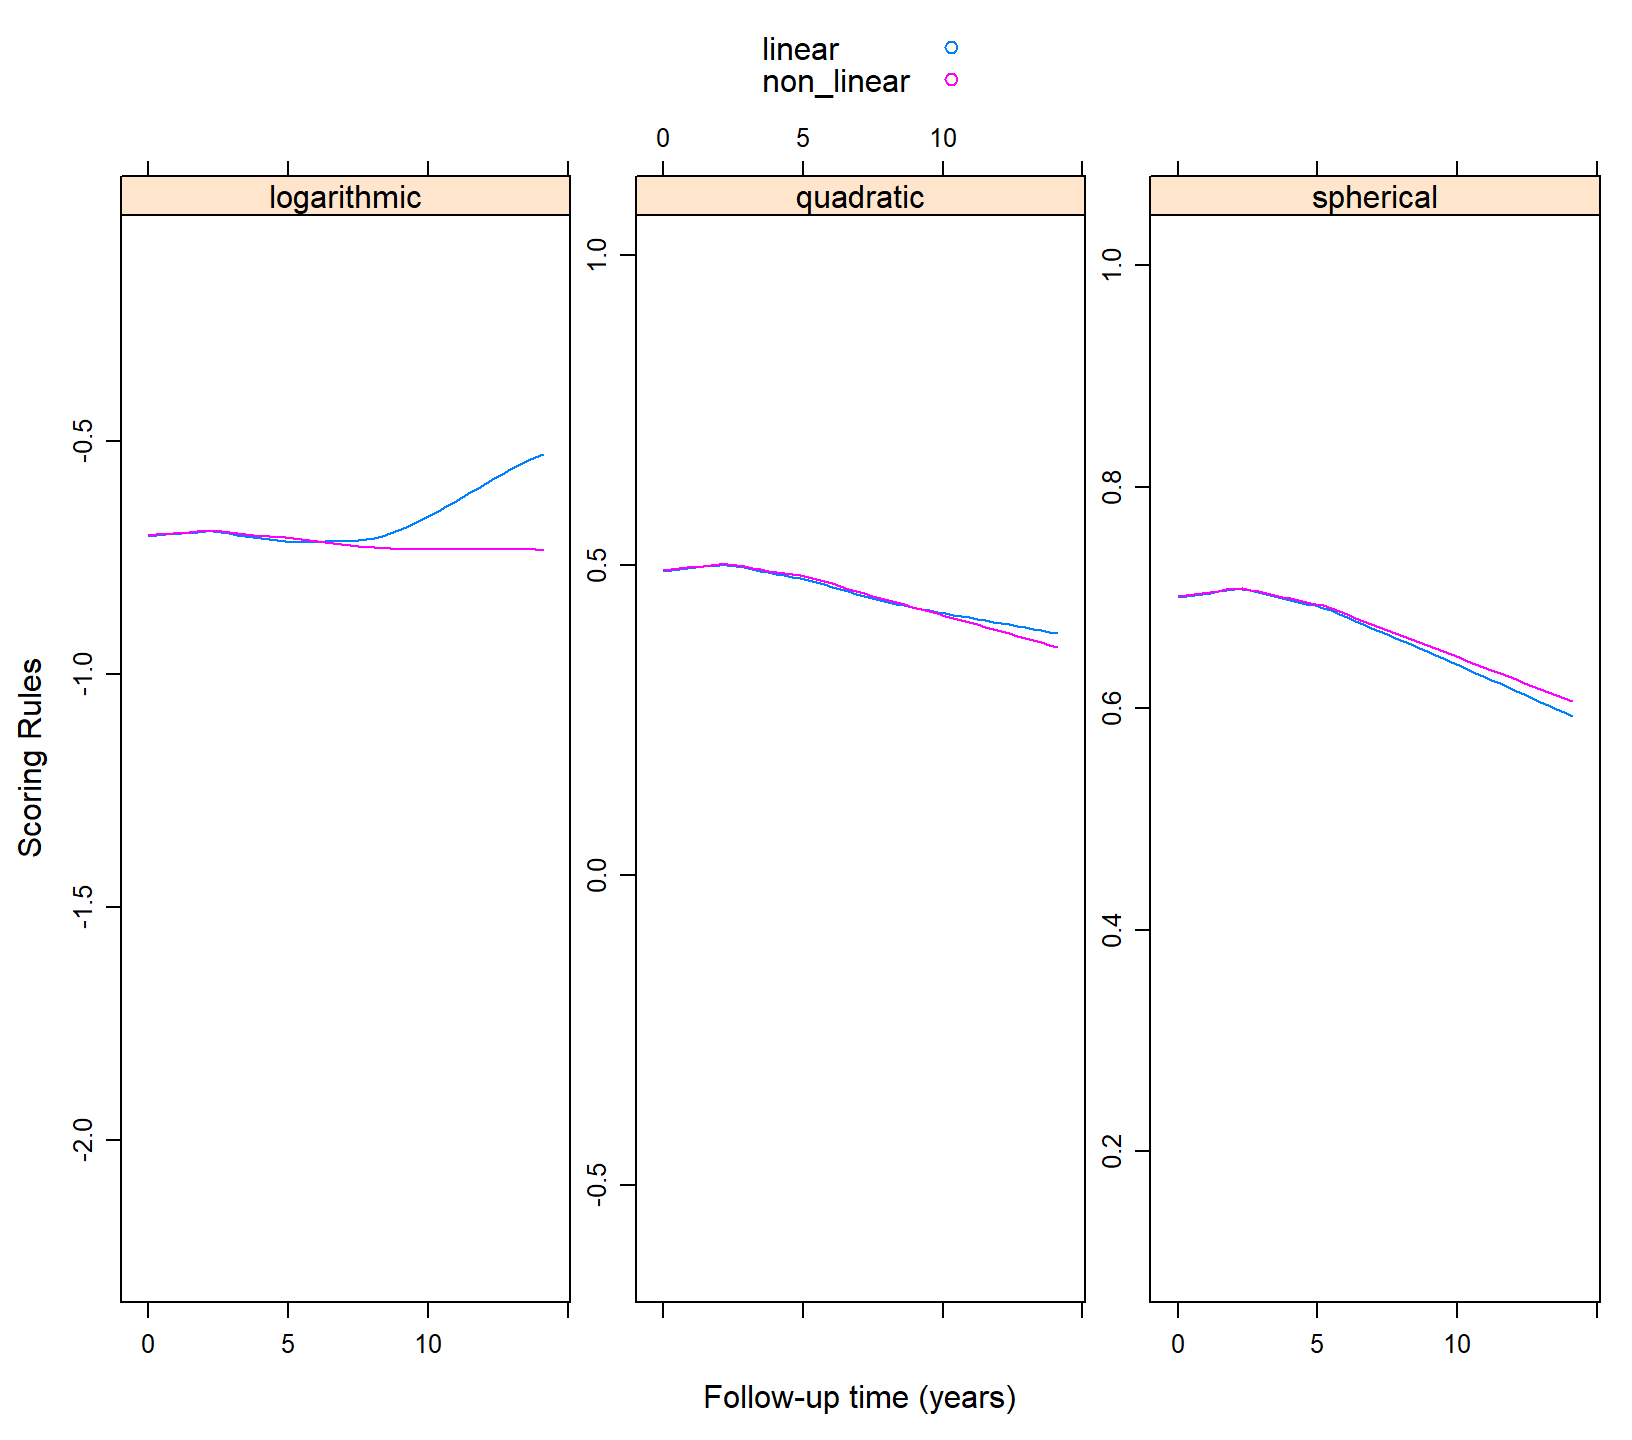 linear
non_linear
0 5 10
logarithmic quadratic spherical
-0.5
-1.0
-1.5
-2.0
1.0
0.5
0.0
-0.5
1.0
0.8
0.6
0.4
0.2
Scoring Rules
0 5 10 0 5 10
Follow-up time (years)